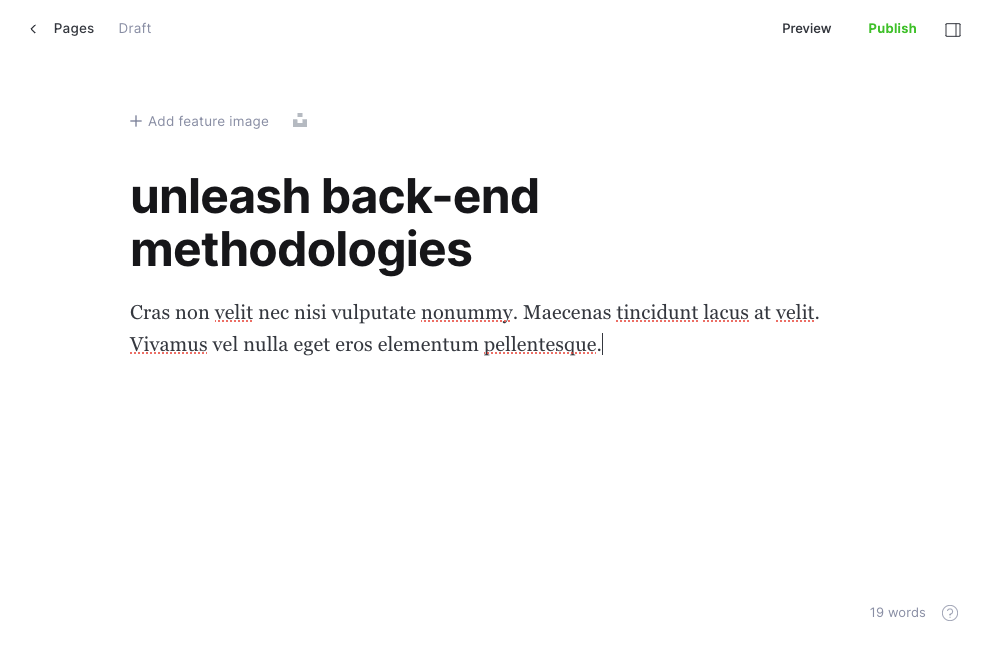 Pages Draft Preview Publish
Add feature image
unleash back-end
methodologies
Cras non velit nec nisi vulputate nonummy. Maecenas tincidunt lacus at velit.
Vivamus vel nulla eget eros elementum pellentesque.
19 words